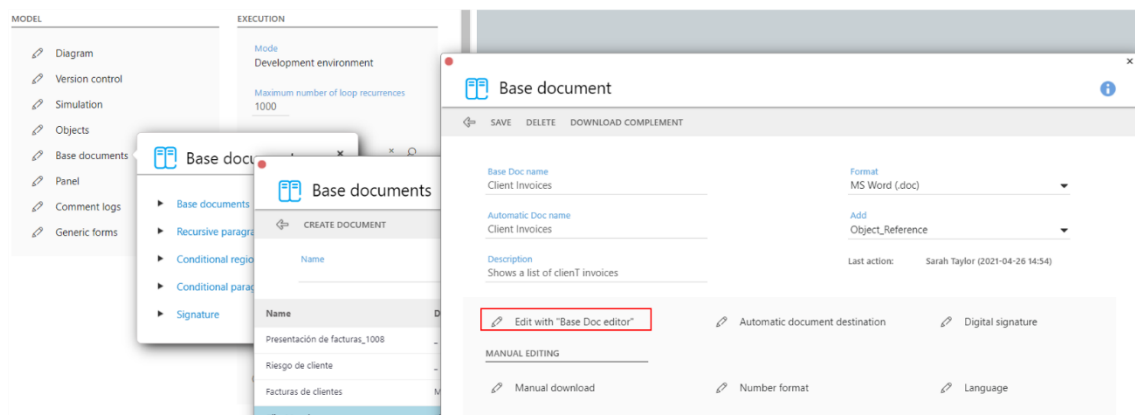 MODEL
Diagram
Version control
Simulation
Objects
Base documents
Panel
Comment logs
Generic forms
EXECUTION
Mode
Development environment
Maximum number of loop recurrences
1000
Base documents
Recursive
Conditional
Conditional
Signature
Base documents
CREATE DOCUMENT
Name
Name
Presentación de facturas_1008
Riesgo de cliente
Facturas de clientes
Base document
SAVE DELETE DOWNLOAD COMPLEMENT
Base Doc name
Client Invoices
Automatic Doc name
Client Invoices
Description
Shows a list of clienT invoices
Format
MS Word (.doc)
Add
Object_Reference
Last action: Sarah Taylor (2021-04-26 14:54)
Edit with "Base Doc editor" Automatic document destination Digital signature
MANUAL EDITING
Manual download Number format Language